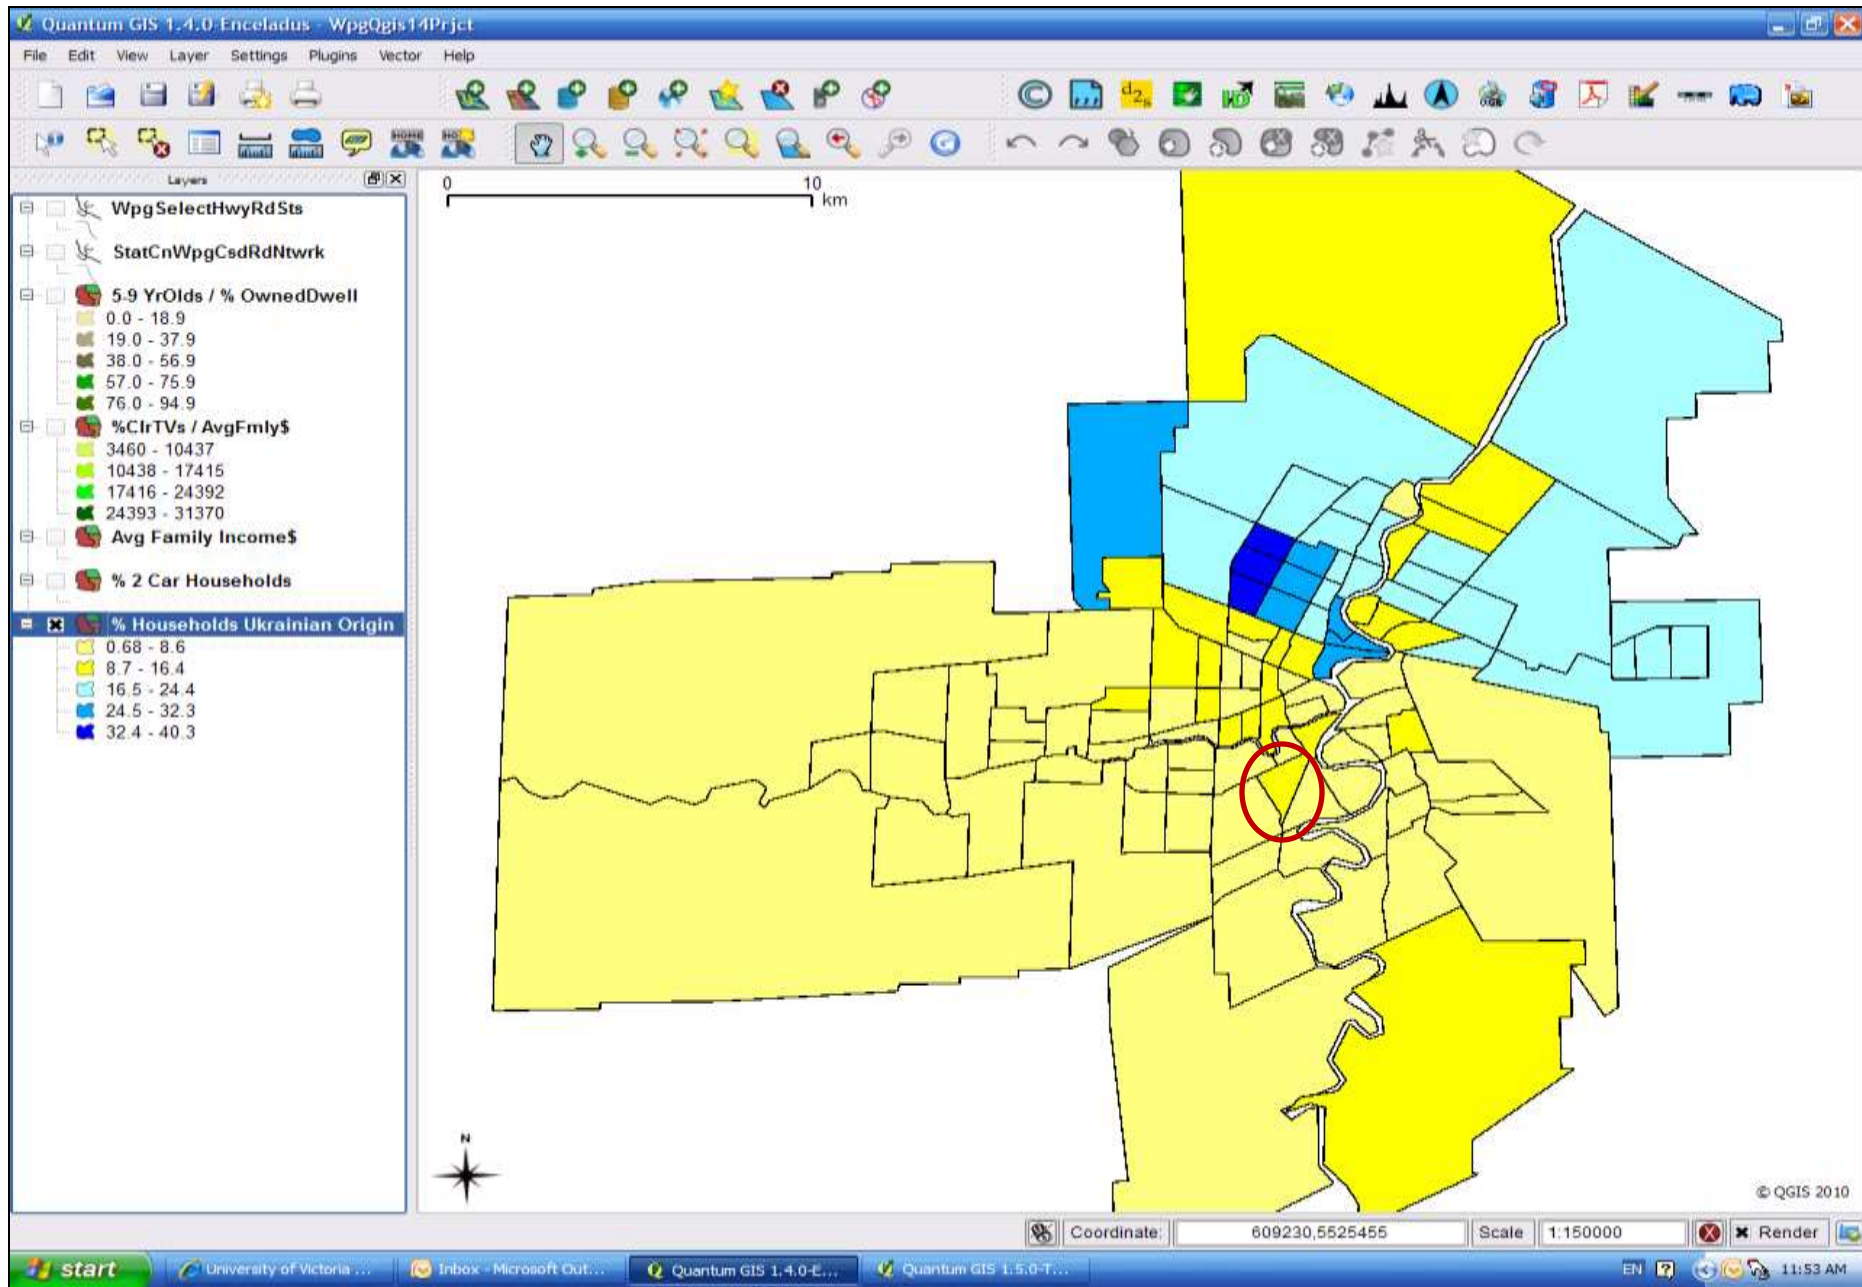 Quantum GIS 1.4.0-Enceladus - WpgQgis14Prjct
File Edit View Layer Settings Plugins Vector Help
Layers
WpgSelectHwyRdSts
StatCnWpgCsdRdNtwrk
5-9 YrOlds / % OwnedDwell
0.0 - 18.9
19.0 - 37.9
38.0 - 56.9
57.0 - 75.9
76.0 - 94.9
%ClrTVs / AvgFmly$
3460 - 10437
10438 - 17415
17416 - 24392
24393 - 31370
Avg Family Income$
% 2 Car Households
% Households Ukrainian Origin
0.68 - 8.6
8.7 - 16.4
16.5 - 24.4
24.5 - 32.3
32.4 - 40.3
0 10
km
N
© QGIS 2010
Coordinate: 609230,5525455 Scale 1:150000 Render
start University of Victoria ... Inbox - Microsoft Out... Quantum GIS 1.4.0-E... Quantum GIS 1.5.0-T... EN 11:53 AM